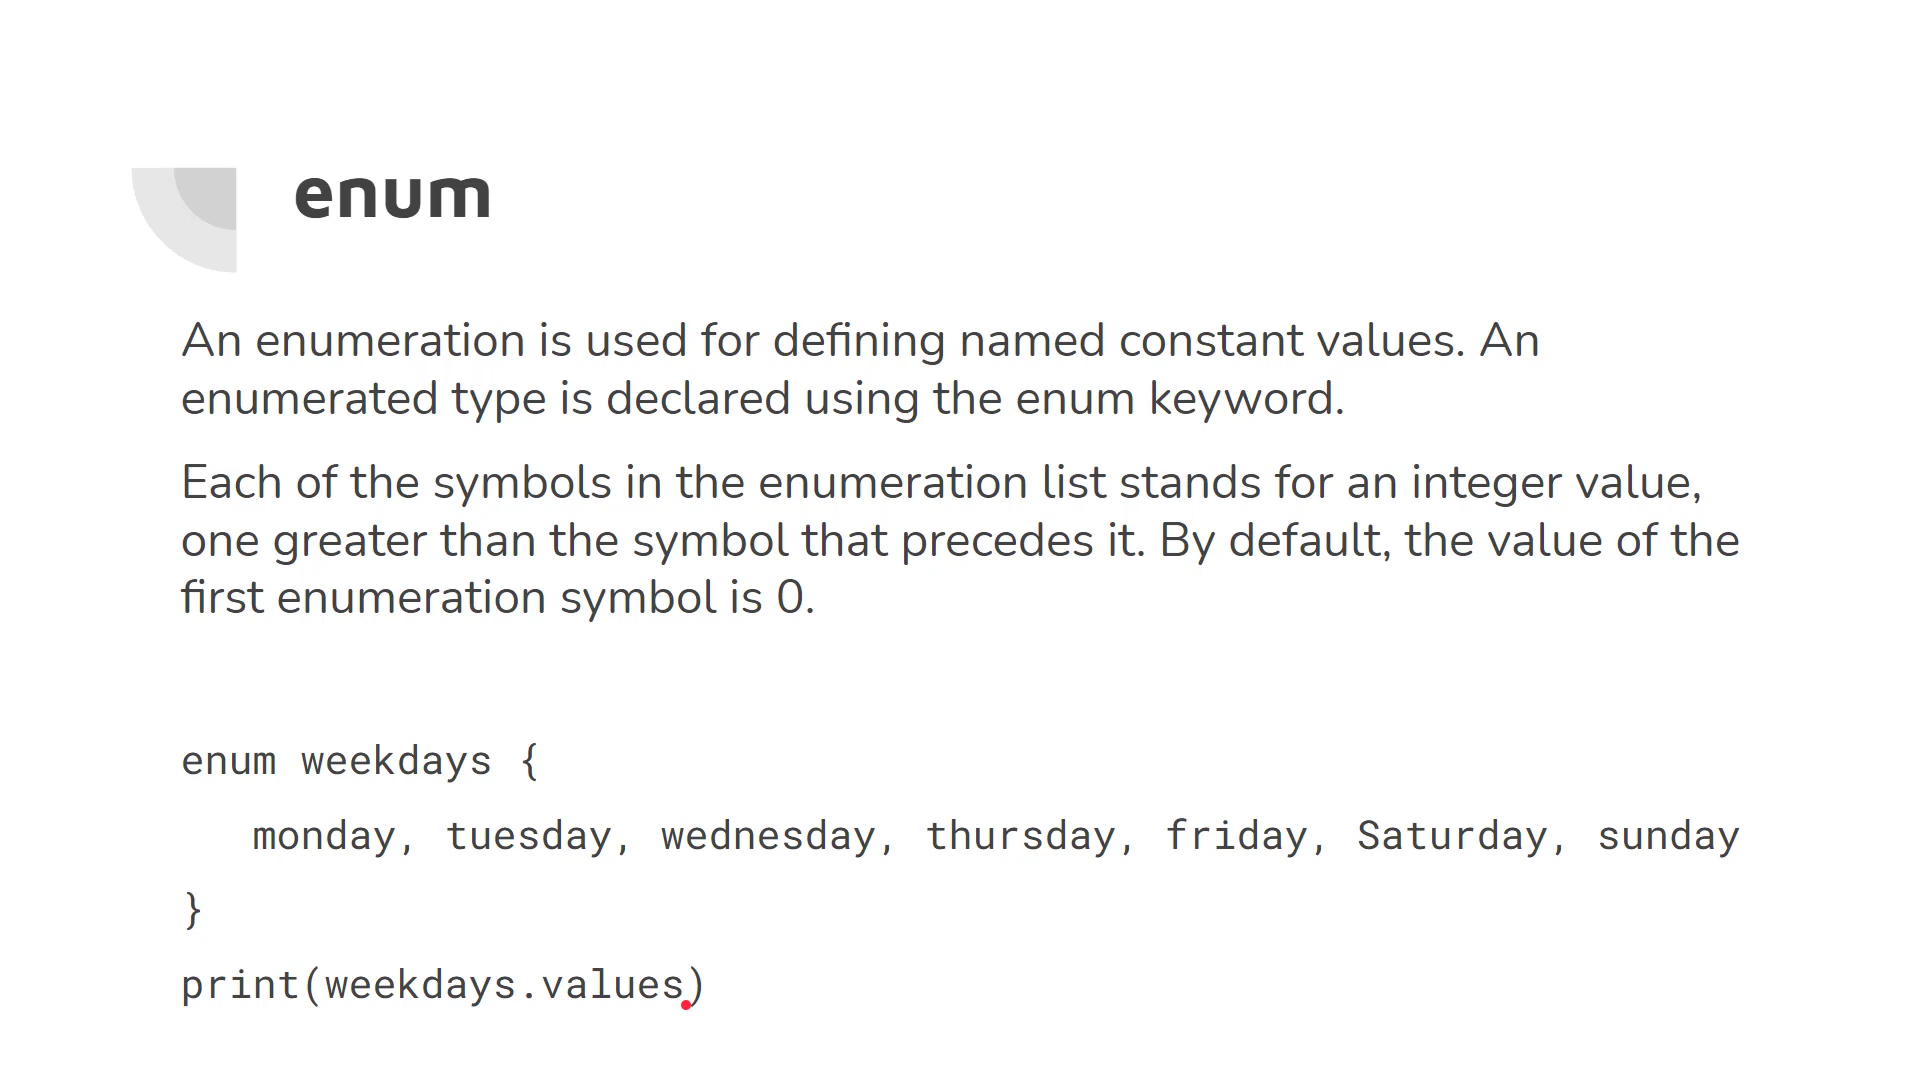 enum
An enumeration is used for defining named constant values. An
enumerated type is declared using the enum keyword.
Each of the symbols in the enumeration list stands for an integer value,
one greater than the symbol that precedes it. By default, the value of the
first enumeration symbol is 0.
enum weekdays {
monday, tuesday, wednesday, thursday, friday, Saturday, sunday
}
print(weekdays.values)